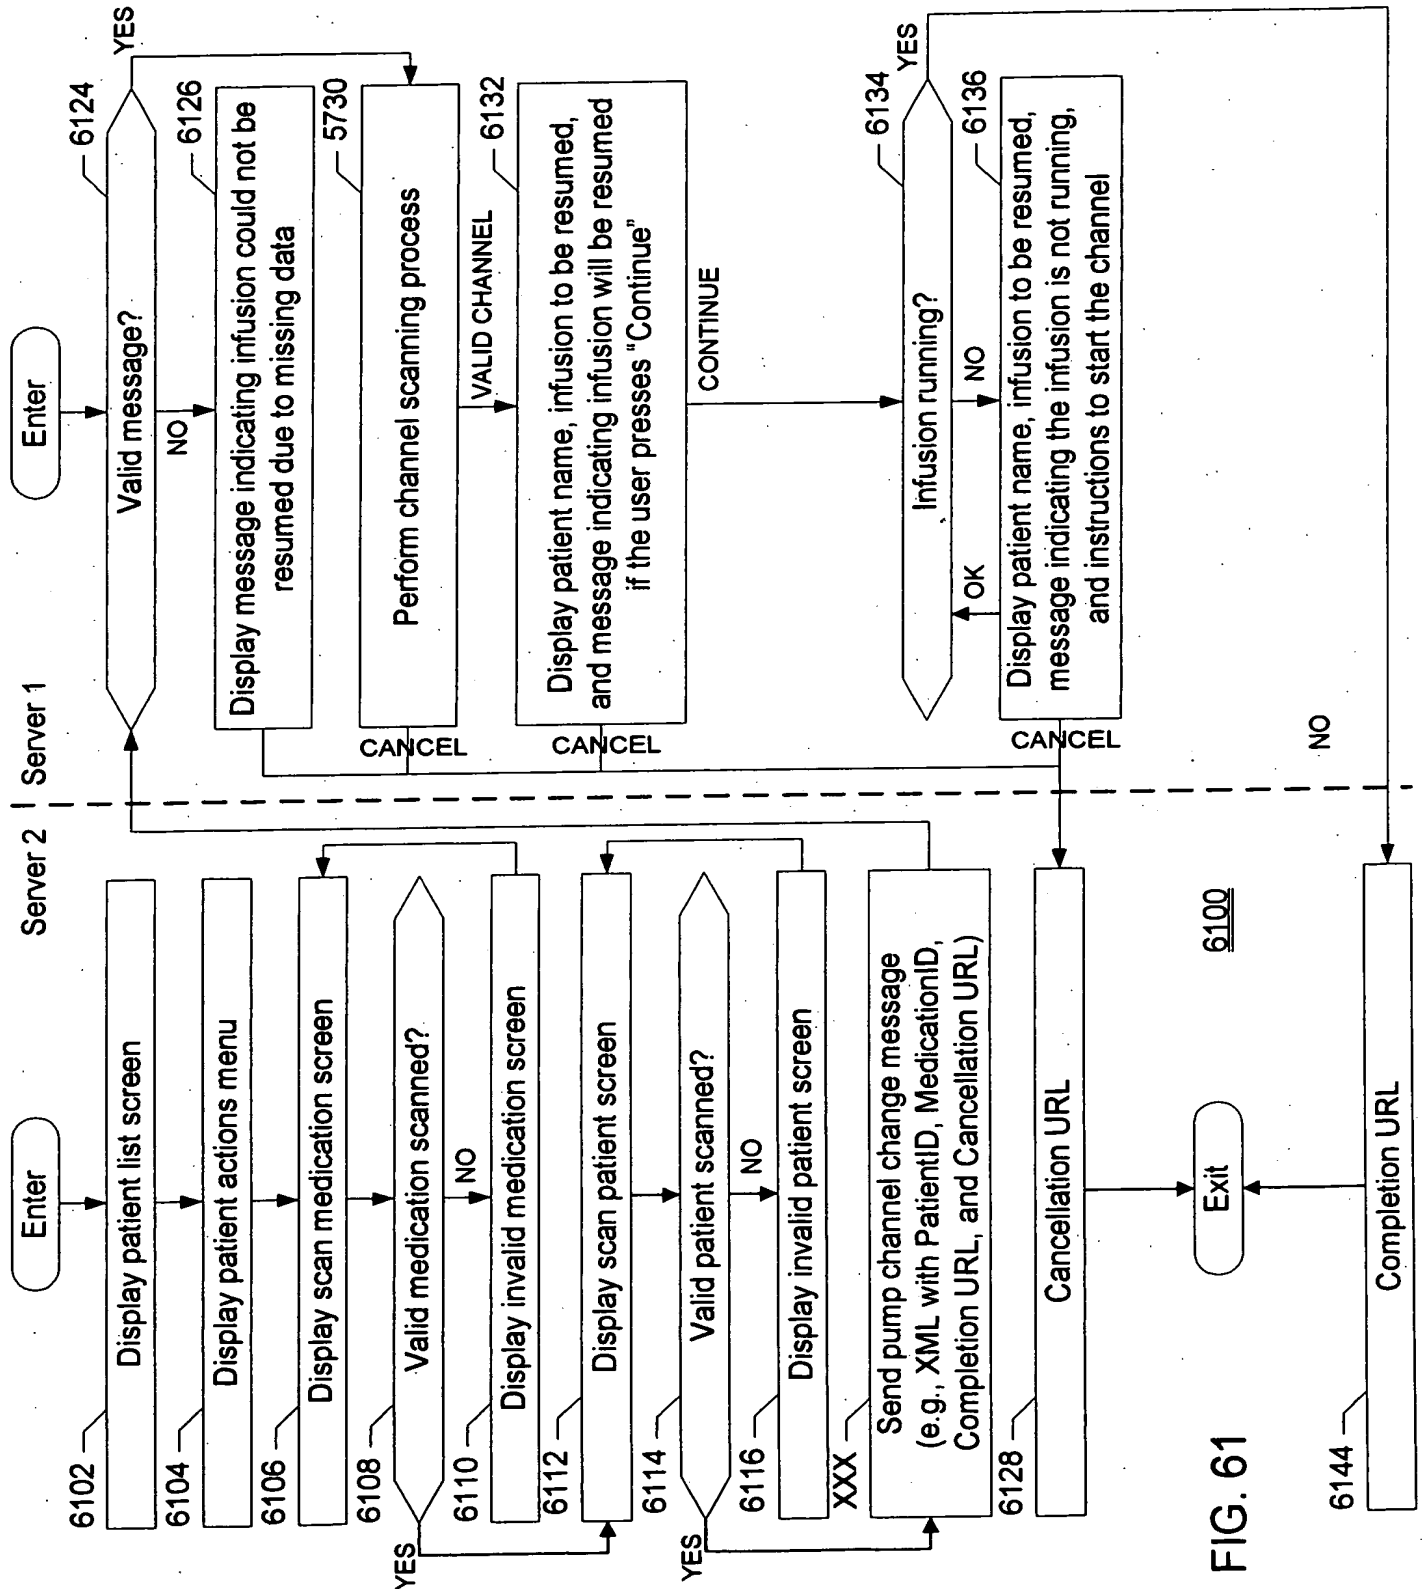 Server 2
Server 1
Enter
6102
Display patient list screen
6104
Display patient actions menu
6106
Display scan medication screen
6108
Valid medication scanned?
YES
NO
6110
Display invalid medication screen
6112
Display scan patient screen
6114
Valid patient scanned?
YES
NO
6116
Display invalid patient screen
XXX
Send pump channel change message
(e.g., XML with PatientID, MedicationID,
Completion URL, and Cancellation URL)
6128
Cancellation URL
Exit
6100
6144
Completion URL
FIG. 61
Enter
6124
Valid message?
YES
NO
6126
Display message indicating infusion could not be
resumed due to missing data
5730
Perform channel scanning process
CANCEL
VALID CHANNEL
6132
Display patient name, infusion to be resumed,
and message indicating infusion will be resumed
if the user presses “Continue”
CANCEL
CONTINUE
6134
Infusion running?
YES
NO
OK
6136
Display patient name, infusion to be resumed,
message indicating the infusion is not running,
and instructions to start the channel
CANCEL
NO